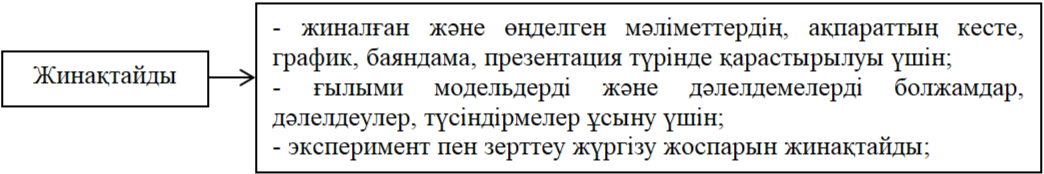 Жинақтайды
- жиналған және өңделген мәліметтердің, ақпараттың кесте,
график, баяндама, презентация түрінде қарастырылуы үшін;
- ғылыми модельдерді және дәлелдемелерді болжамдар,
дәлелдеулер, түсіндірмелер ұсыну үшін;
- эксперимент пен зерттеу жүргізу жоспарын жинақтайды;